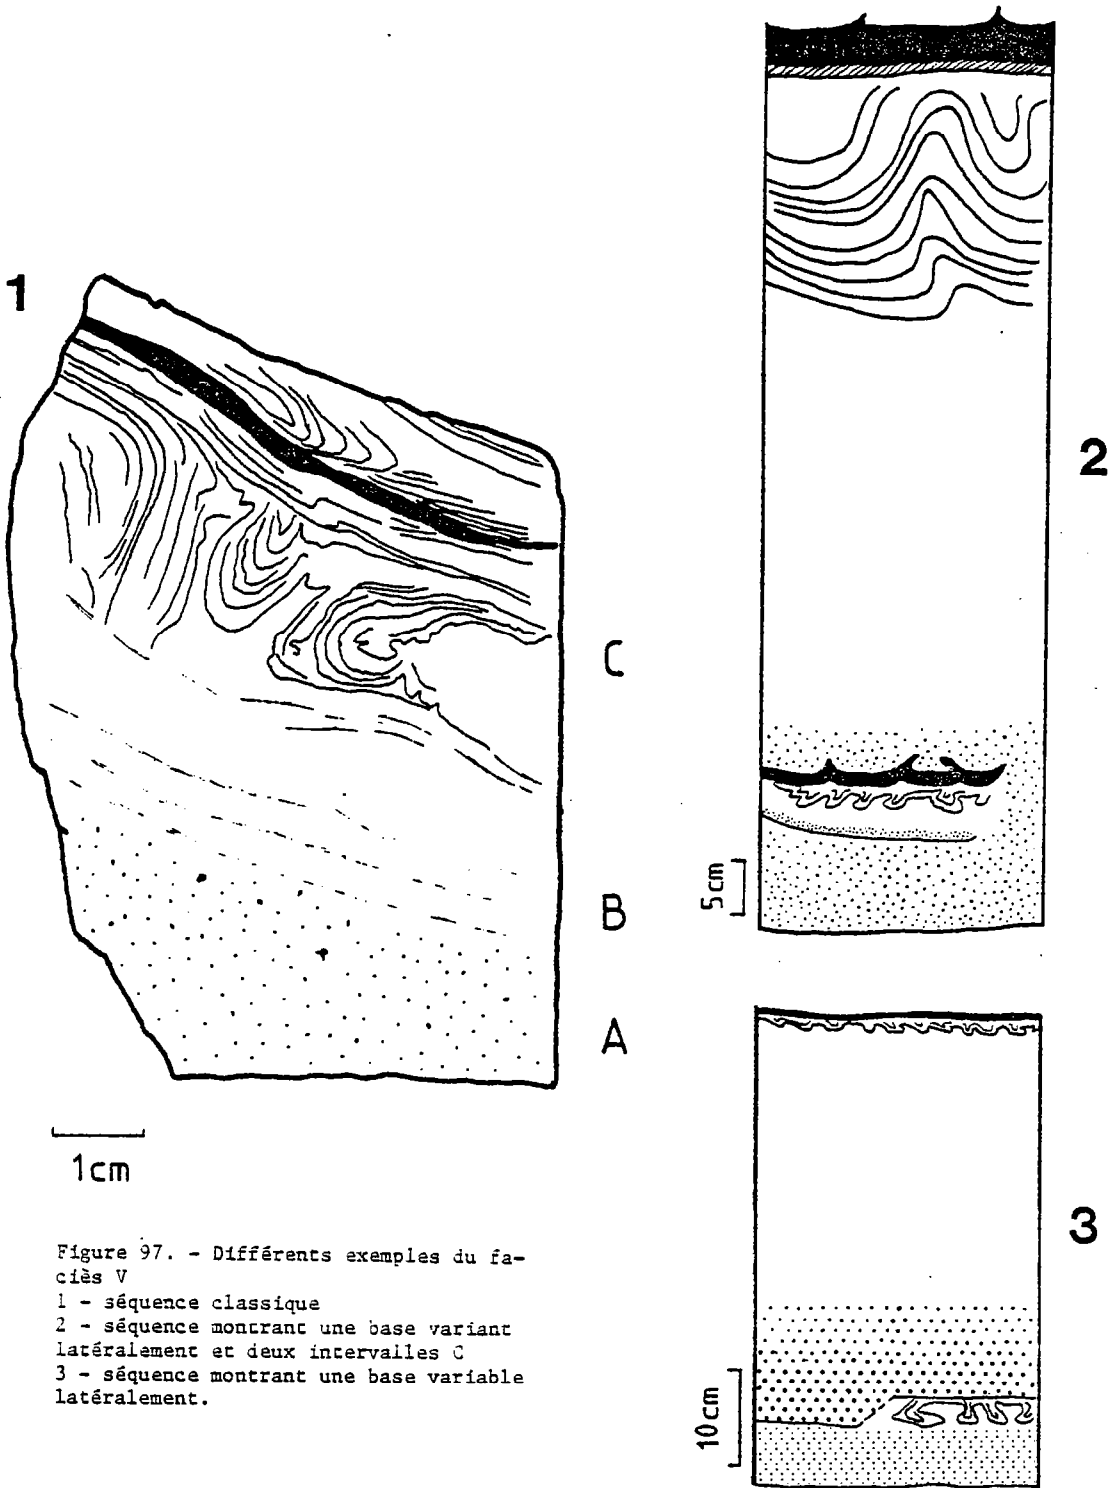 1
2
C
B
5cm
A
1cm
3
10cm
Figure 97. - Différents exemples du fa-
ciès V
1 - séquence classique
2 - séquence montrant une base variant
latéralement et deux intervalles C
3 - séquence montrant une base variable
latéralement.